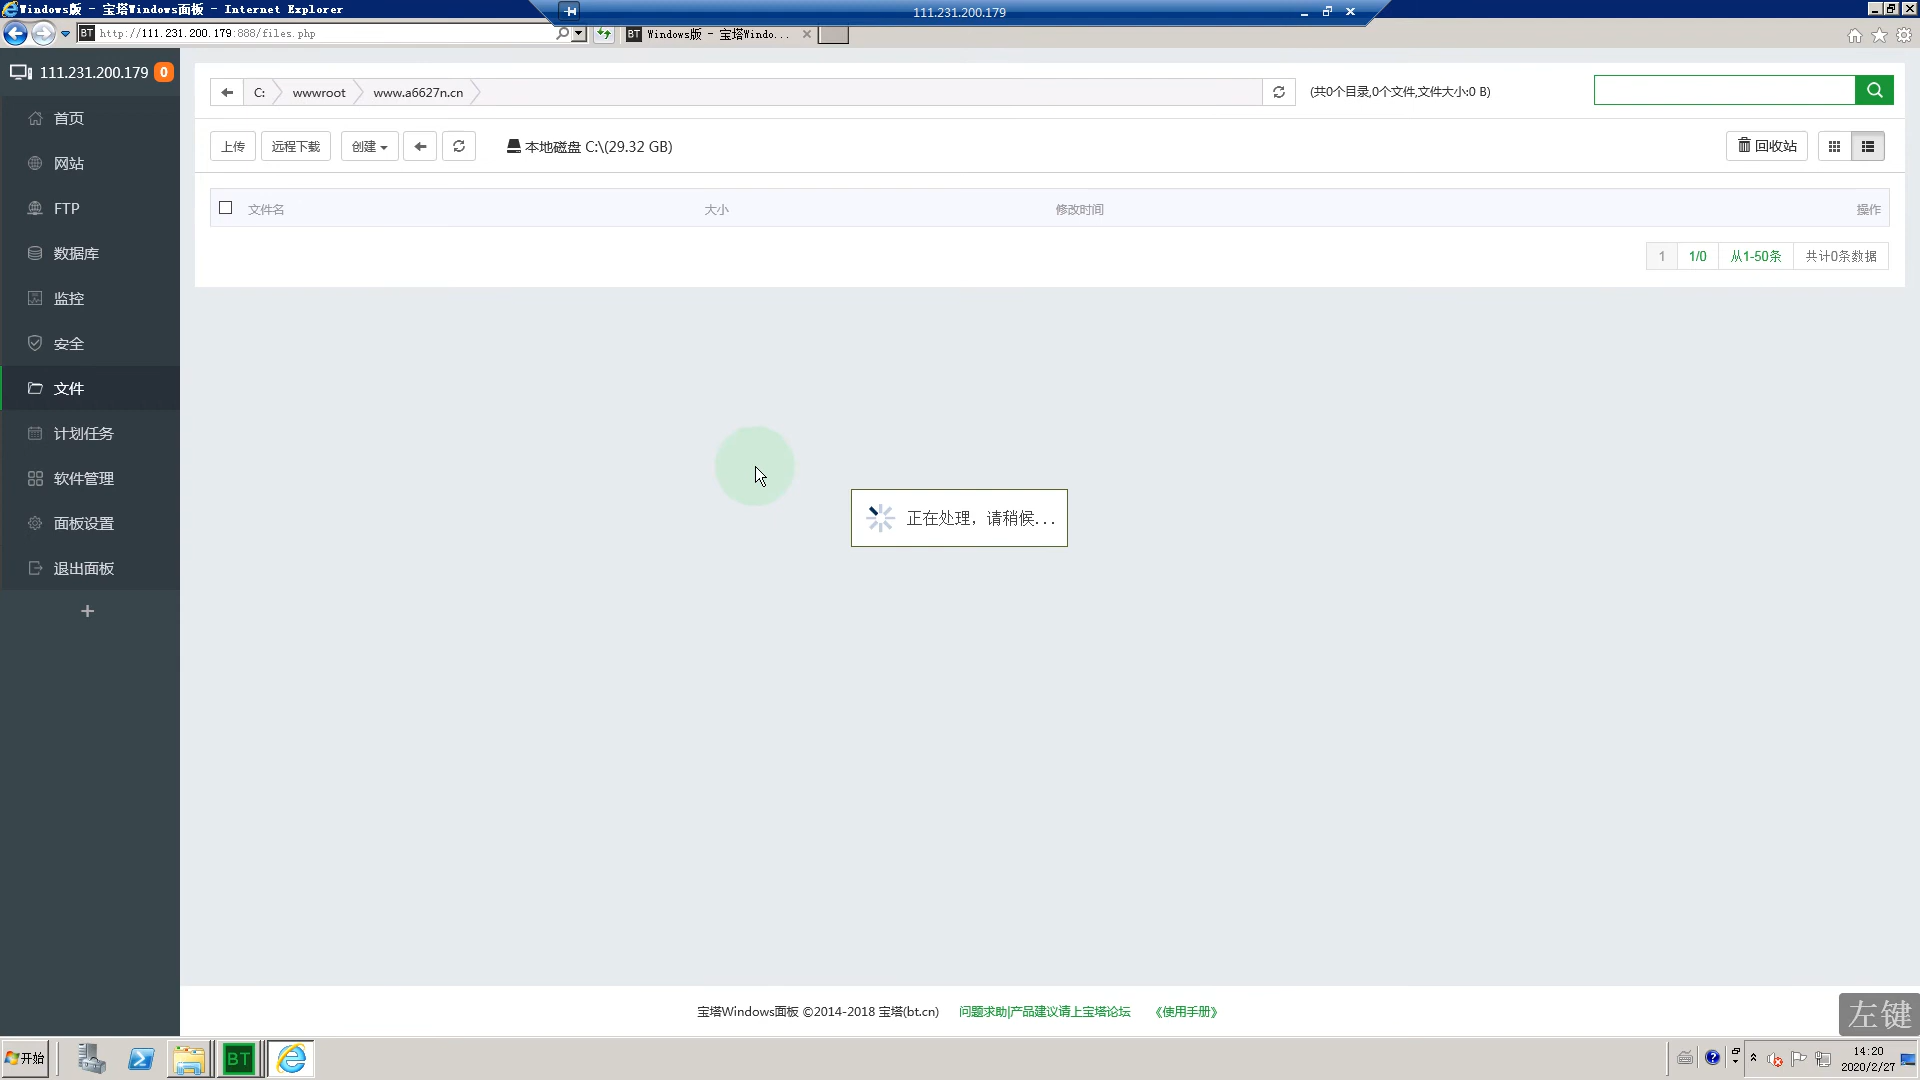 Windows版 - 宝塔Windows面板 - Internet Explorer
111.231.200.179
BT http://111.231.200.179:888/files.php
BT Windows版 - 宝塔Windo...
111.231.200.179 0
首页
网站
FTP
数据库
监控
安全
文件
计划任务
软件管理
面板设置
退出面板
C: wwwroot www.a6627n.cn
(共0个目录,0个文件,文件大小:0 B)
上传 远程下载 创建 本地磁盘 C:\(29.32 GB) 回收站
文件名 大小 修改时间 操作
1 1/0 从1-50条 共计0条数据
正在处理，请稍候...
宝塔Windows面板 ©2014-2018 宝塔(bt.cn) 问题求助|产品建议请上宝塔论坛 《使用手册》
左键
开始 BT
14:20
2020/2/27